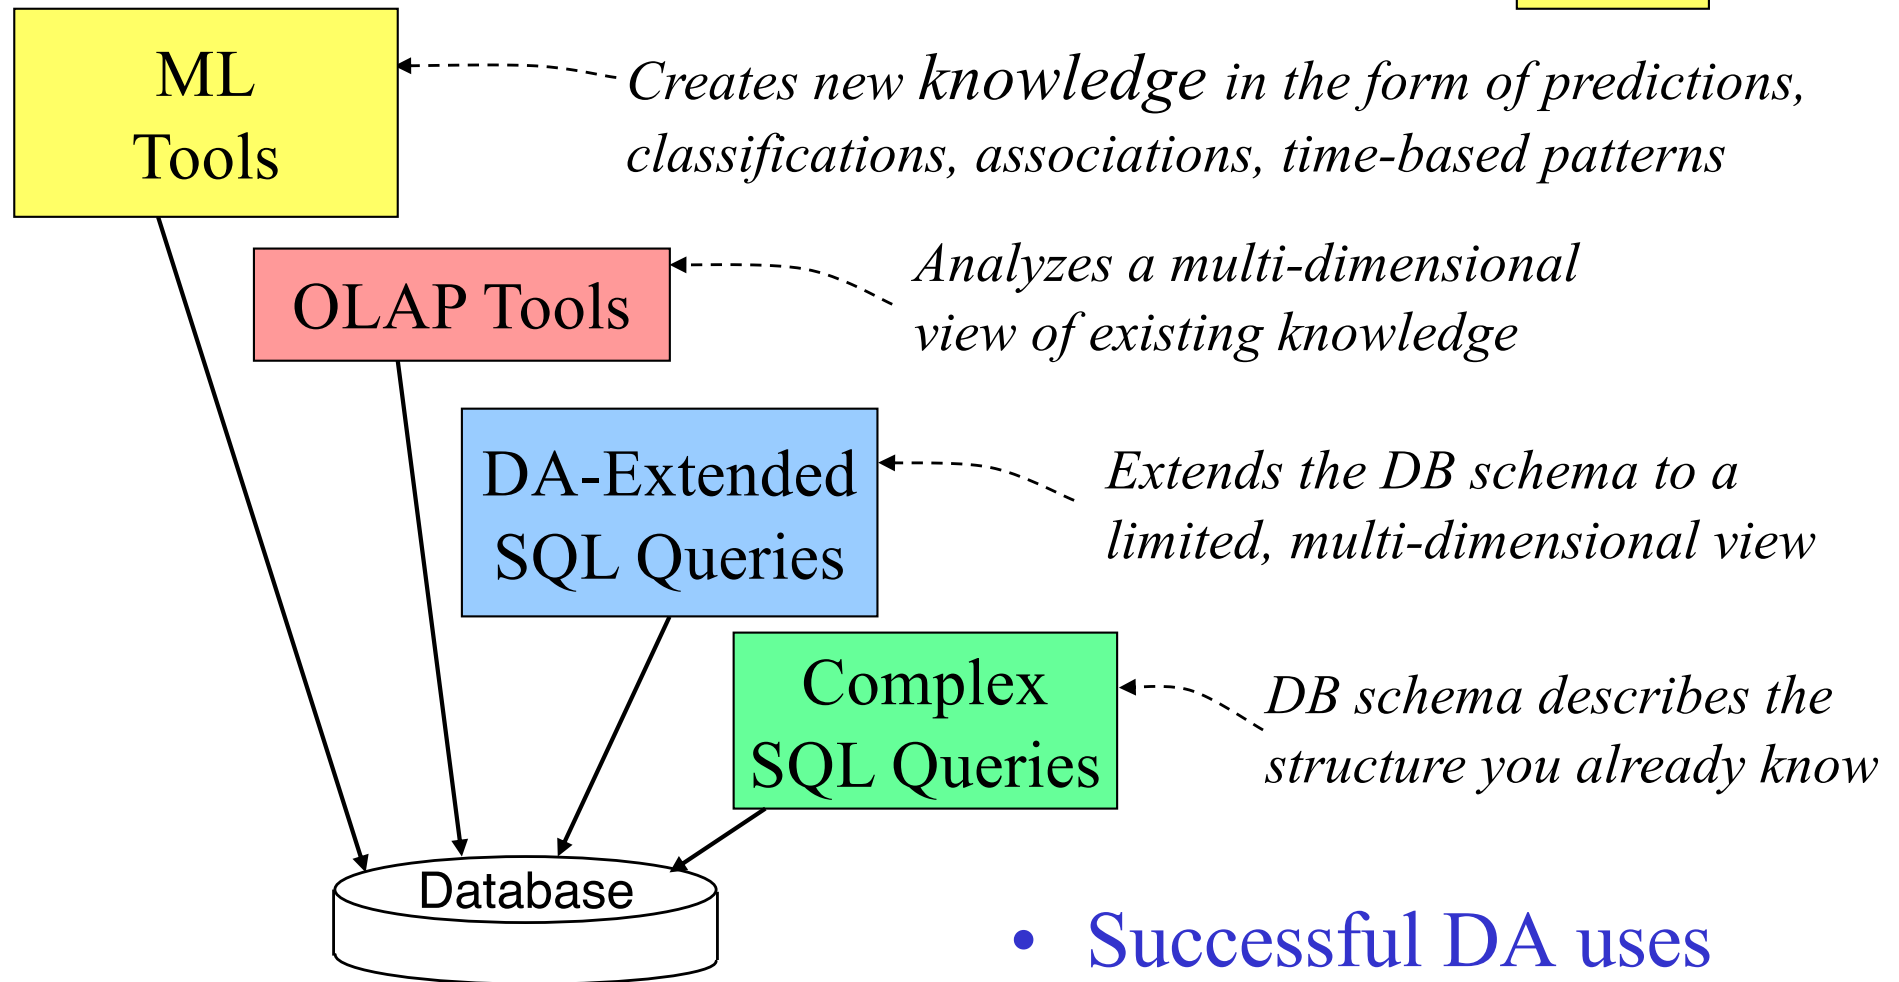 ML
Tools
Creates new knowledge in the form of predictions,
classifications, associations, time-based patterns
OLAP Tools
Analyzes a multi-dimensional
view of existing knowledge
DA-Extended
SQL Queries
Extends the DB schema to a
limited, multi-dimensional view
Complex
SQL Queries
DB schema describes the
structure you already know
Database
• Successful DA uses